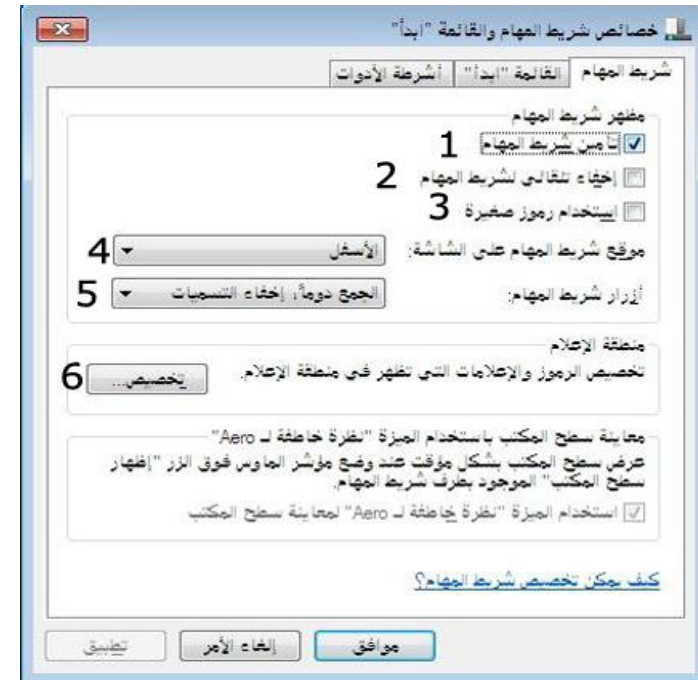 خصائص شريط المهام والقائمة "ابدأ"
شريط المهام
القائمة "ابدأ"
أشرطة الأدوات
مظهر شريط المهام
تأمين شريط المهام 1
إخفاء تلقائي لشريط المهام 2
إستخدام رموز صغيرة 3
موقع شريط المهام على الشاشة: الأسفل 4
أزرار شريط المهام: الجمع دوماً، إخفاء التسميات 5
منطقة الإعلام
تخصيص الرموز والإعلامات التي تظهر في منطقة الإعلام. تخصيص... 6
معاينة سطح المكتب باستخدام الميزة "نظرة خاطفة لـ Aero"
عرض سطح المكتب بشكل مؤقت عند وضع مؤشر الماوس فوق الزر "إظهار
سطح المكتب" الموجود بطرف شريط المهام.
استخدام الميزة "نظرة خاطفة لـ Aero" لمعاينة سطح المكتب
كيف يمكن تخصيص شريط المهام؟
موافق
إلغاء الأمر
تطبيق